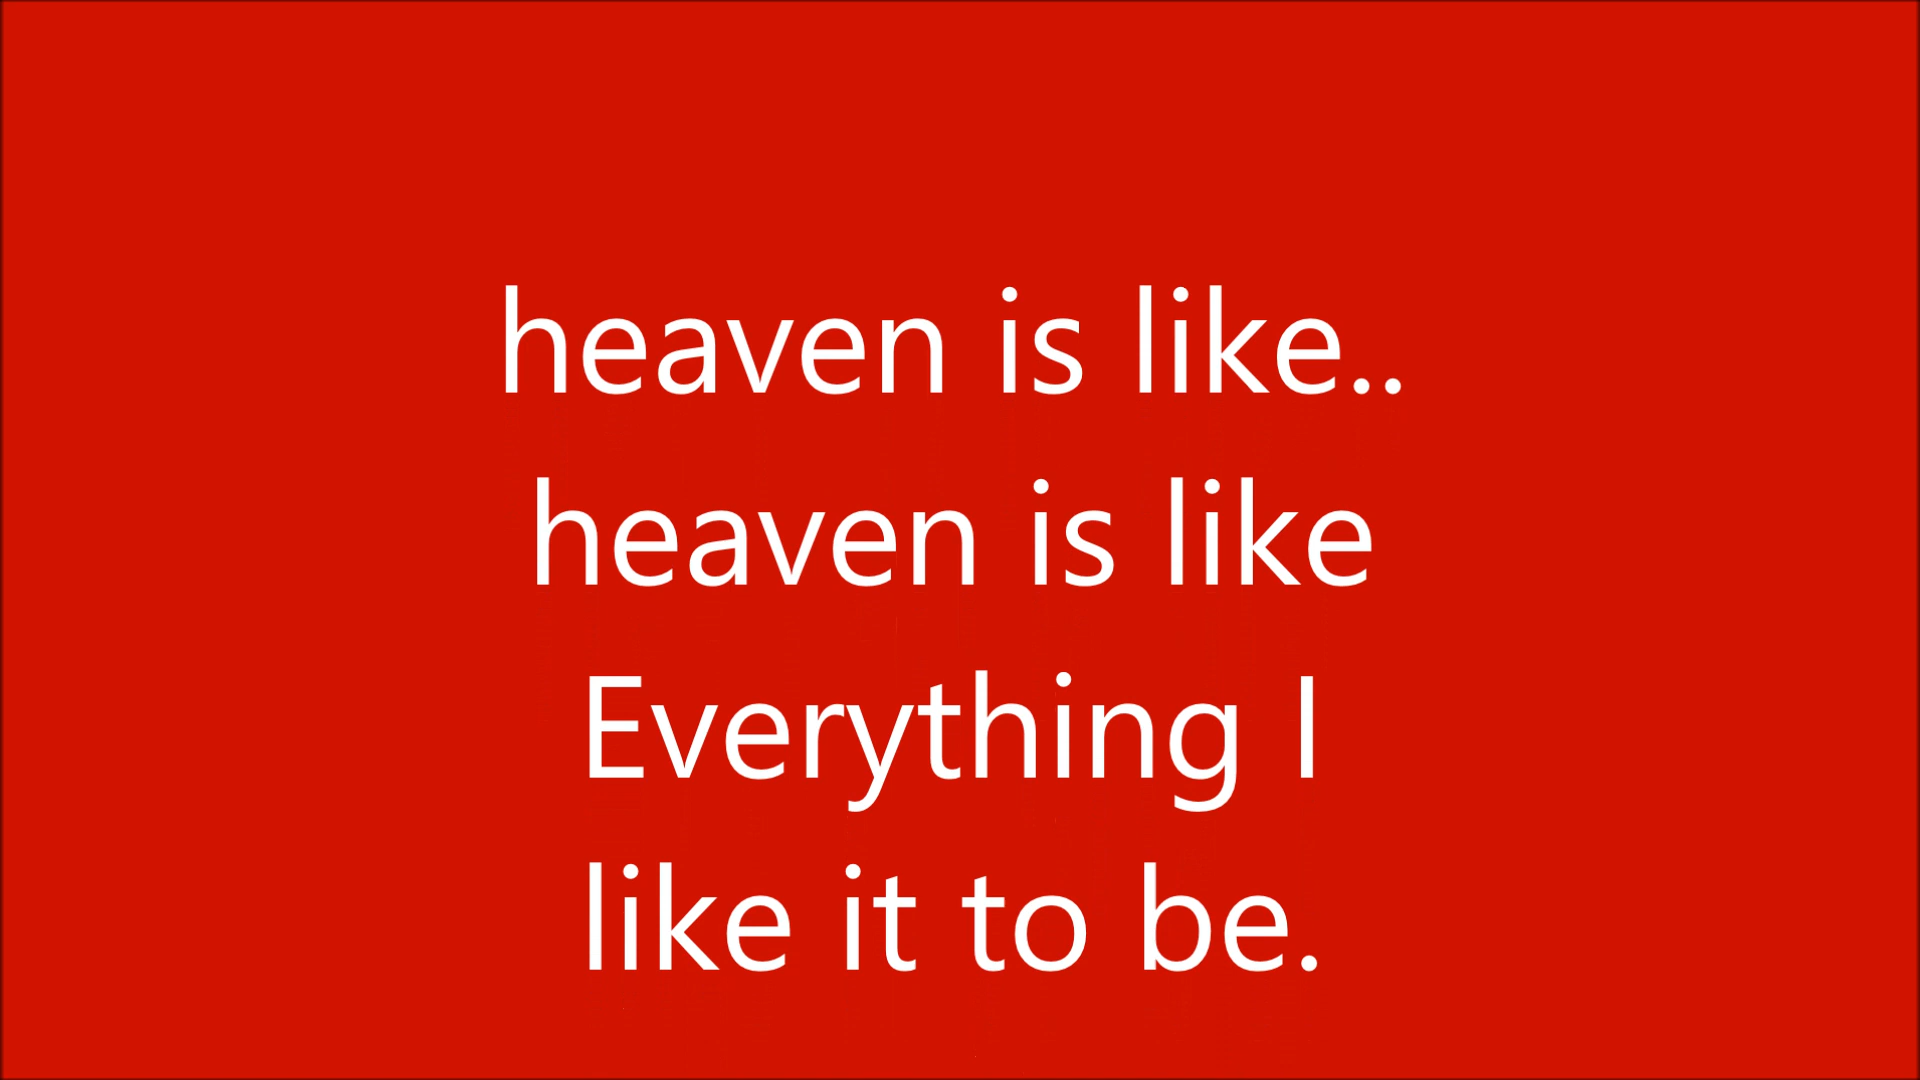 heaven is like..
heaven is like
Everything I
like it to be.